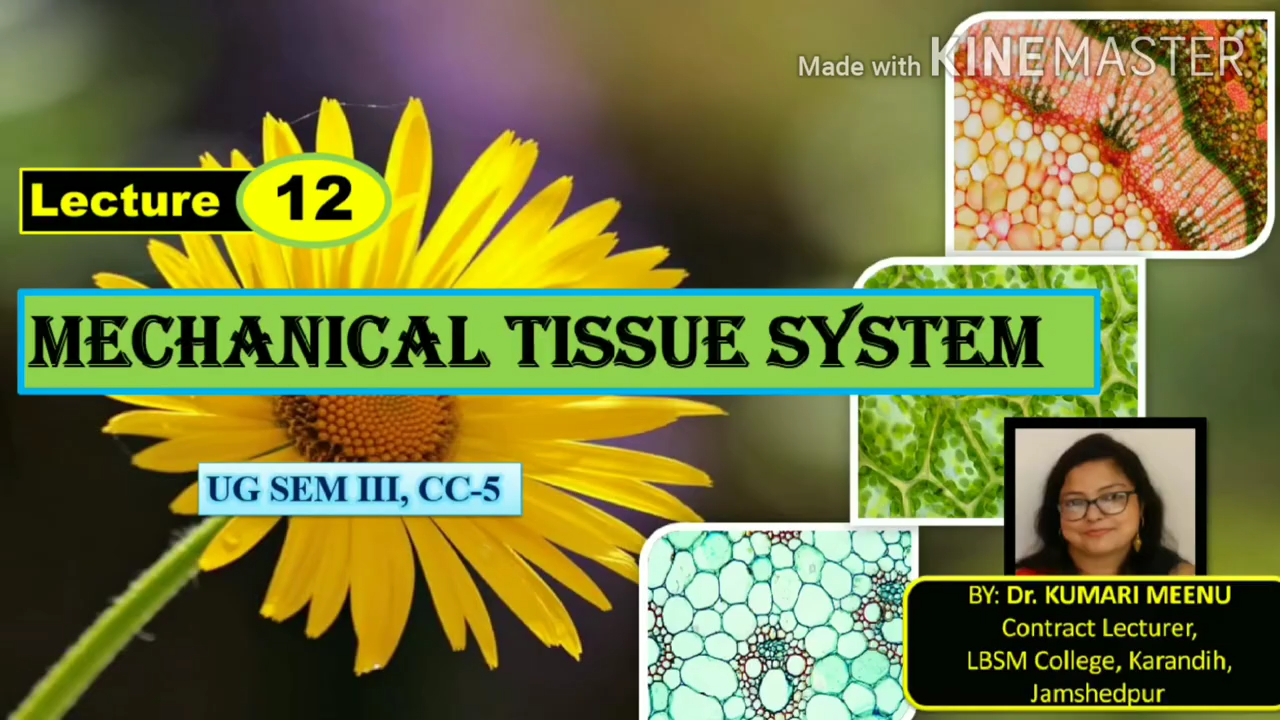 Made with KINEMASTER
Lecture 12
MECHANICAL TISSUE SYSTEM
UG SEM III, CC-5
BY: Dr. KUMARI MEENU
Contract Lecturer,
LBSM College, Karandih,
Jamshedpur